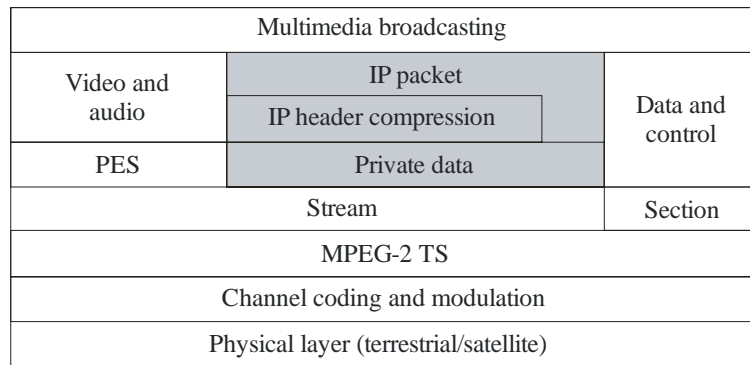 Multimedia broadcasting
Video and
audio
IP packet
IP header compression
Data and
control
PES
Private data
Stream
Section
MPEG-2 TS
Channel coding and modulation
Physical layer (terrestrial/satellite)